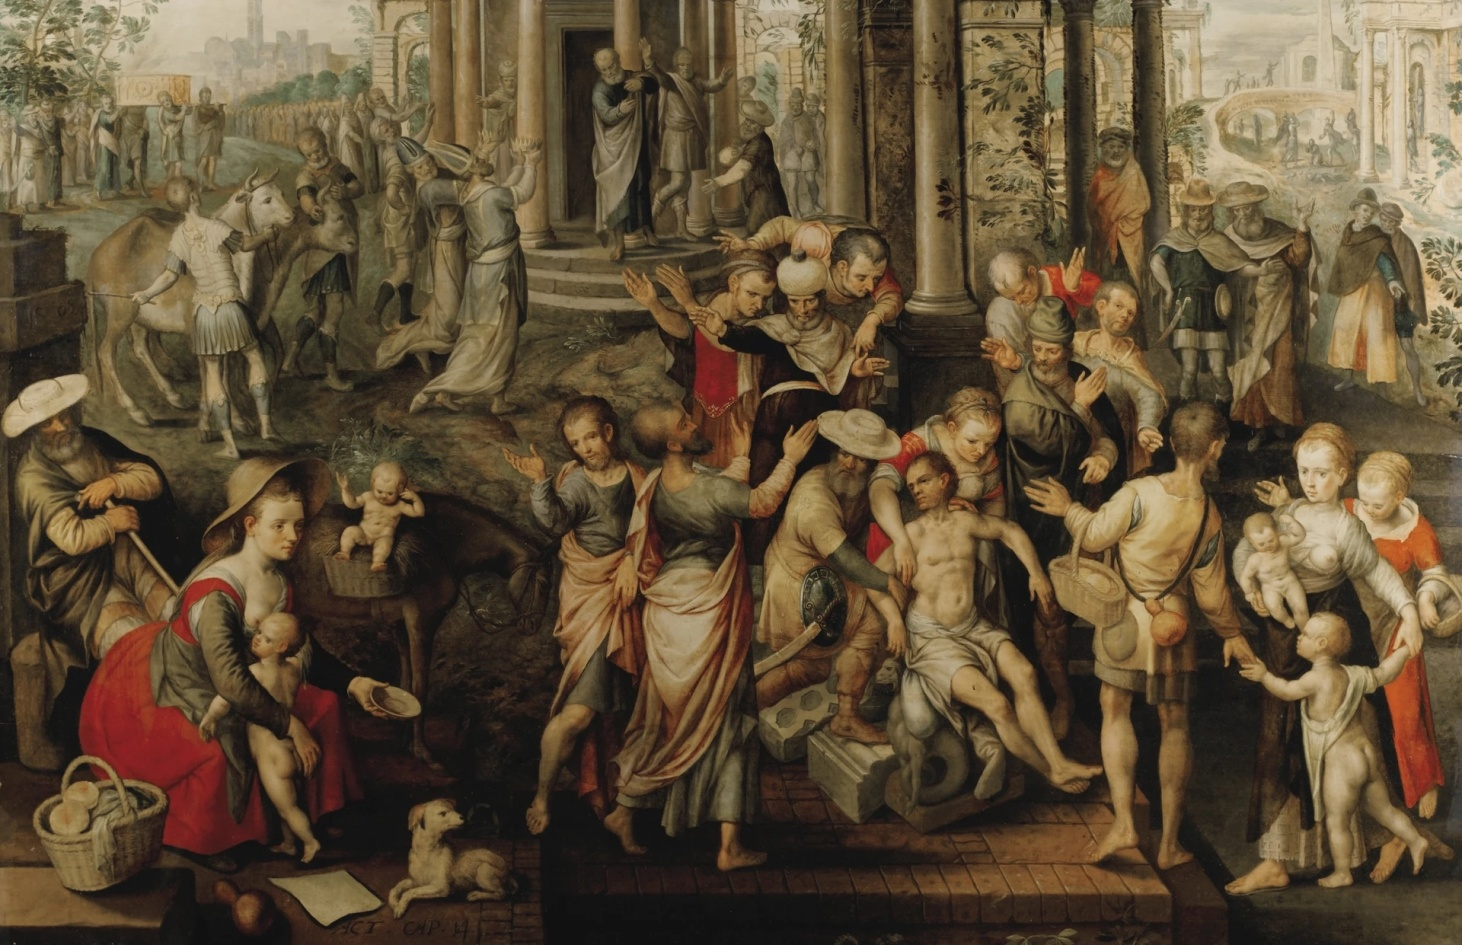 ACT . CAP . 14